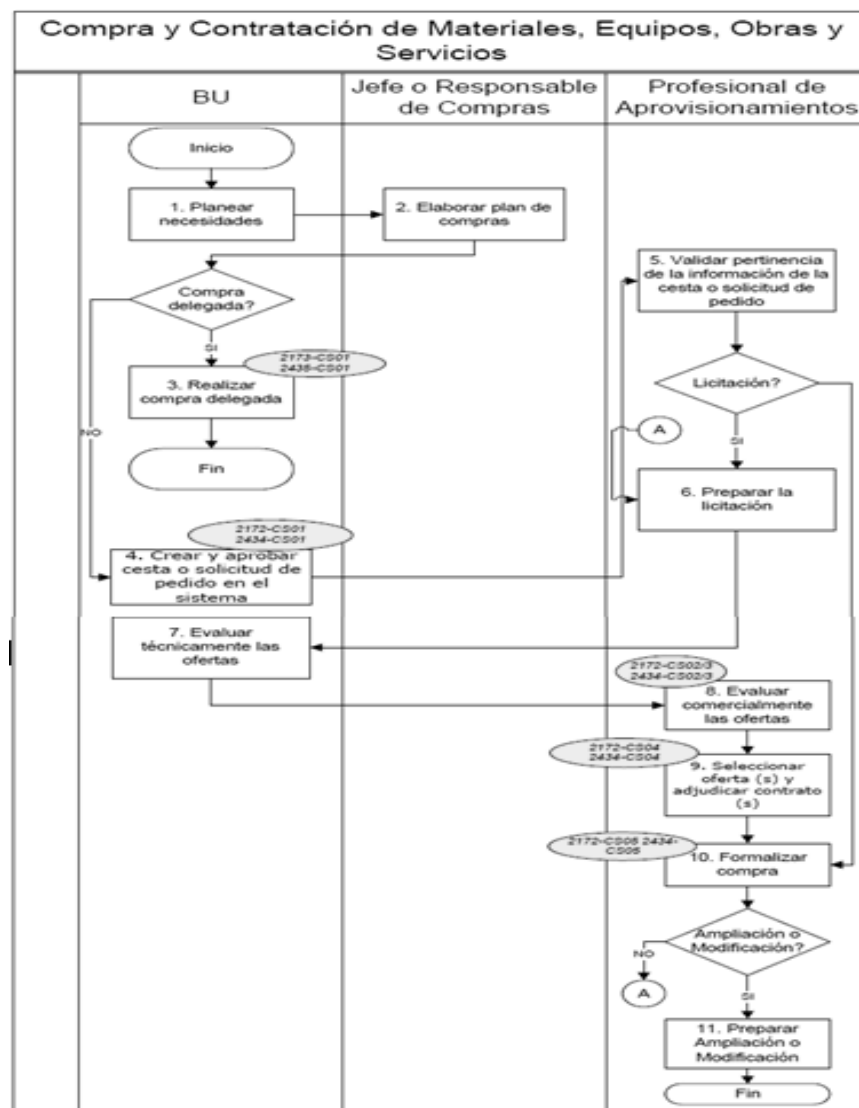 Compra y Contratación de Materiales, Equipos, Obras y
Servicios
BU
Jefe o Responsable
de Compras
Profesional de
Aprovisionamientos
Inicio
1. Planear
necesidades
2. Elaborar plan de
compras
Compra
delegada?
SI
NO
2173-CS01
2435-CS01
3. Realizar
compra delegada
Fin
2172-CS01
2434-CS01
4. Crear y aprobar
cesta o solicitud de
pedido en el
sistema
5. Validar pertinencia
de la información de la
cesta o solicitud de
pedido
Licitación?
SI
A
6. Preparar la
licitación
7. Evaluar
técnicamente las
ofertas
2172-CS02/3
2434-CS02/3
8. Evaluar
comercialmente
las ofertas
2172-CS04
2434-CS04
9. Seleccionar
oferta (s) y
adjudicar contrato
(s)
2172-CS05 2434-
CS05
10. Formalizar
compra
Ampliación o
Modificación?
NO
A
SI
11. Preparar
Ampliación o
Modificación
Fin